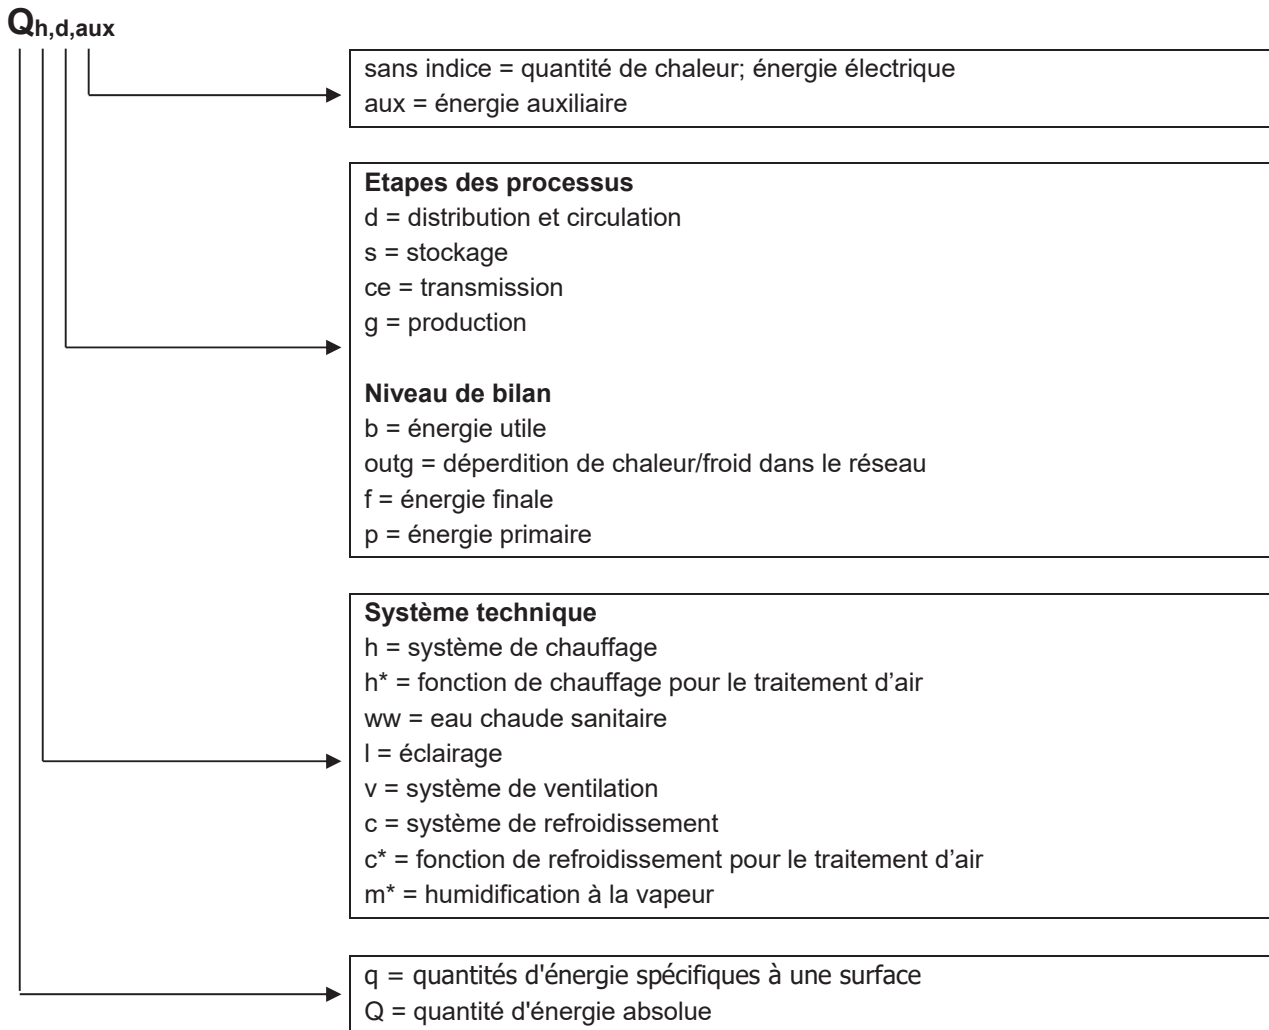 Qh,d,aux
sans indice = quantité de chaleur; énergie électrique
aux = énergie auxiliaire
Etapes des processus
d = distribution et circulation
s = stockage
ce = transmission
g = production
Niveau de bilan
b = énergie utile
outg = déperdition de chaleur/froid dans le réseau
f = énergie finale
p = énergie primaire
Système technique
h = système de chauffage
h* = fonction de chauffage pour le traitement d’air
ww = eau chaude sanitaire
l = éclairage
v = système de ventilation
c = système de refroidissement
c* = fonction de refroidissement pour le traitement d’air
m* = humidification à la vapeur
q = quantités d'énergie spécifiques à une surface
Q = quantité d'énergie absolue